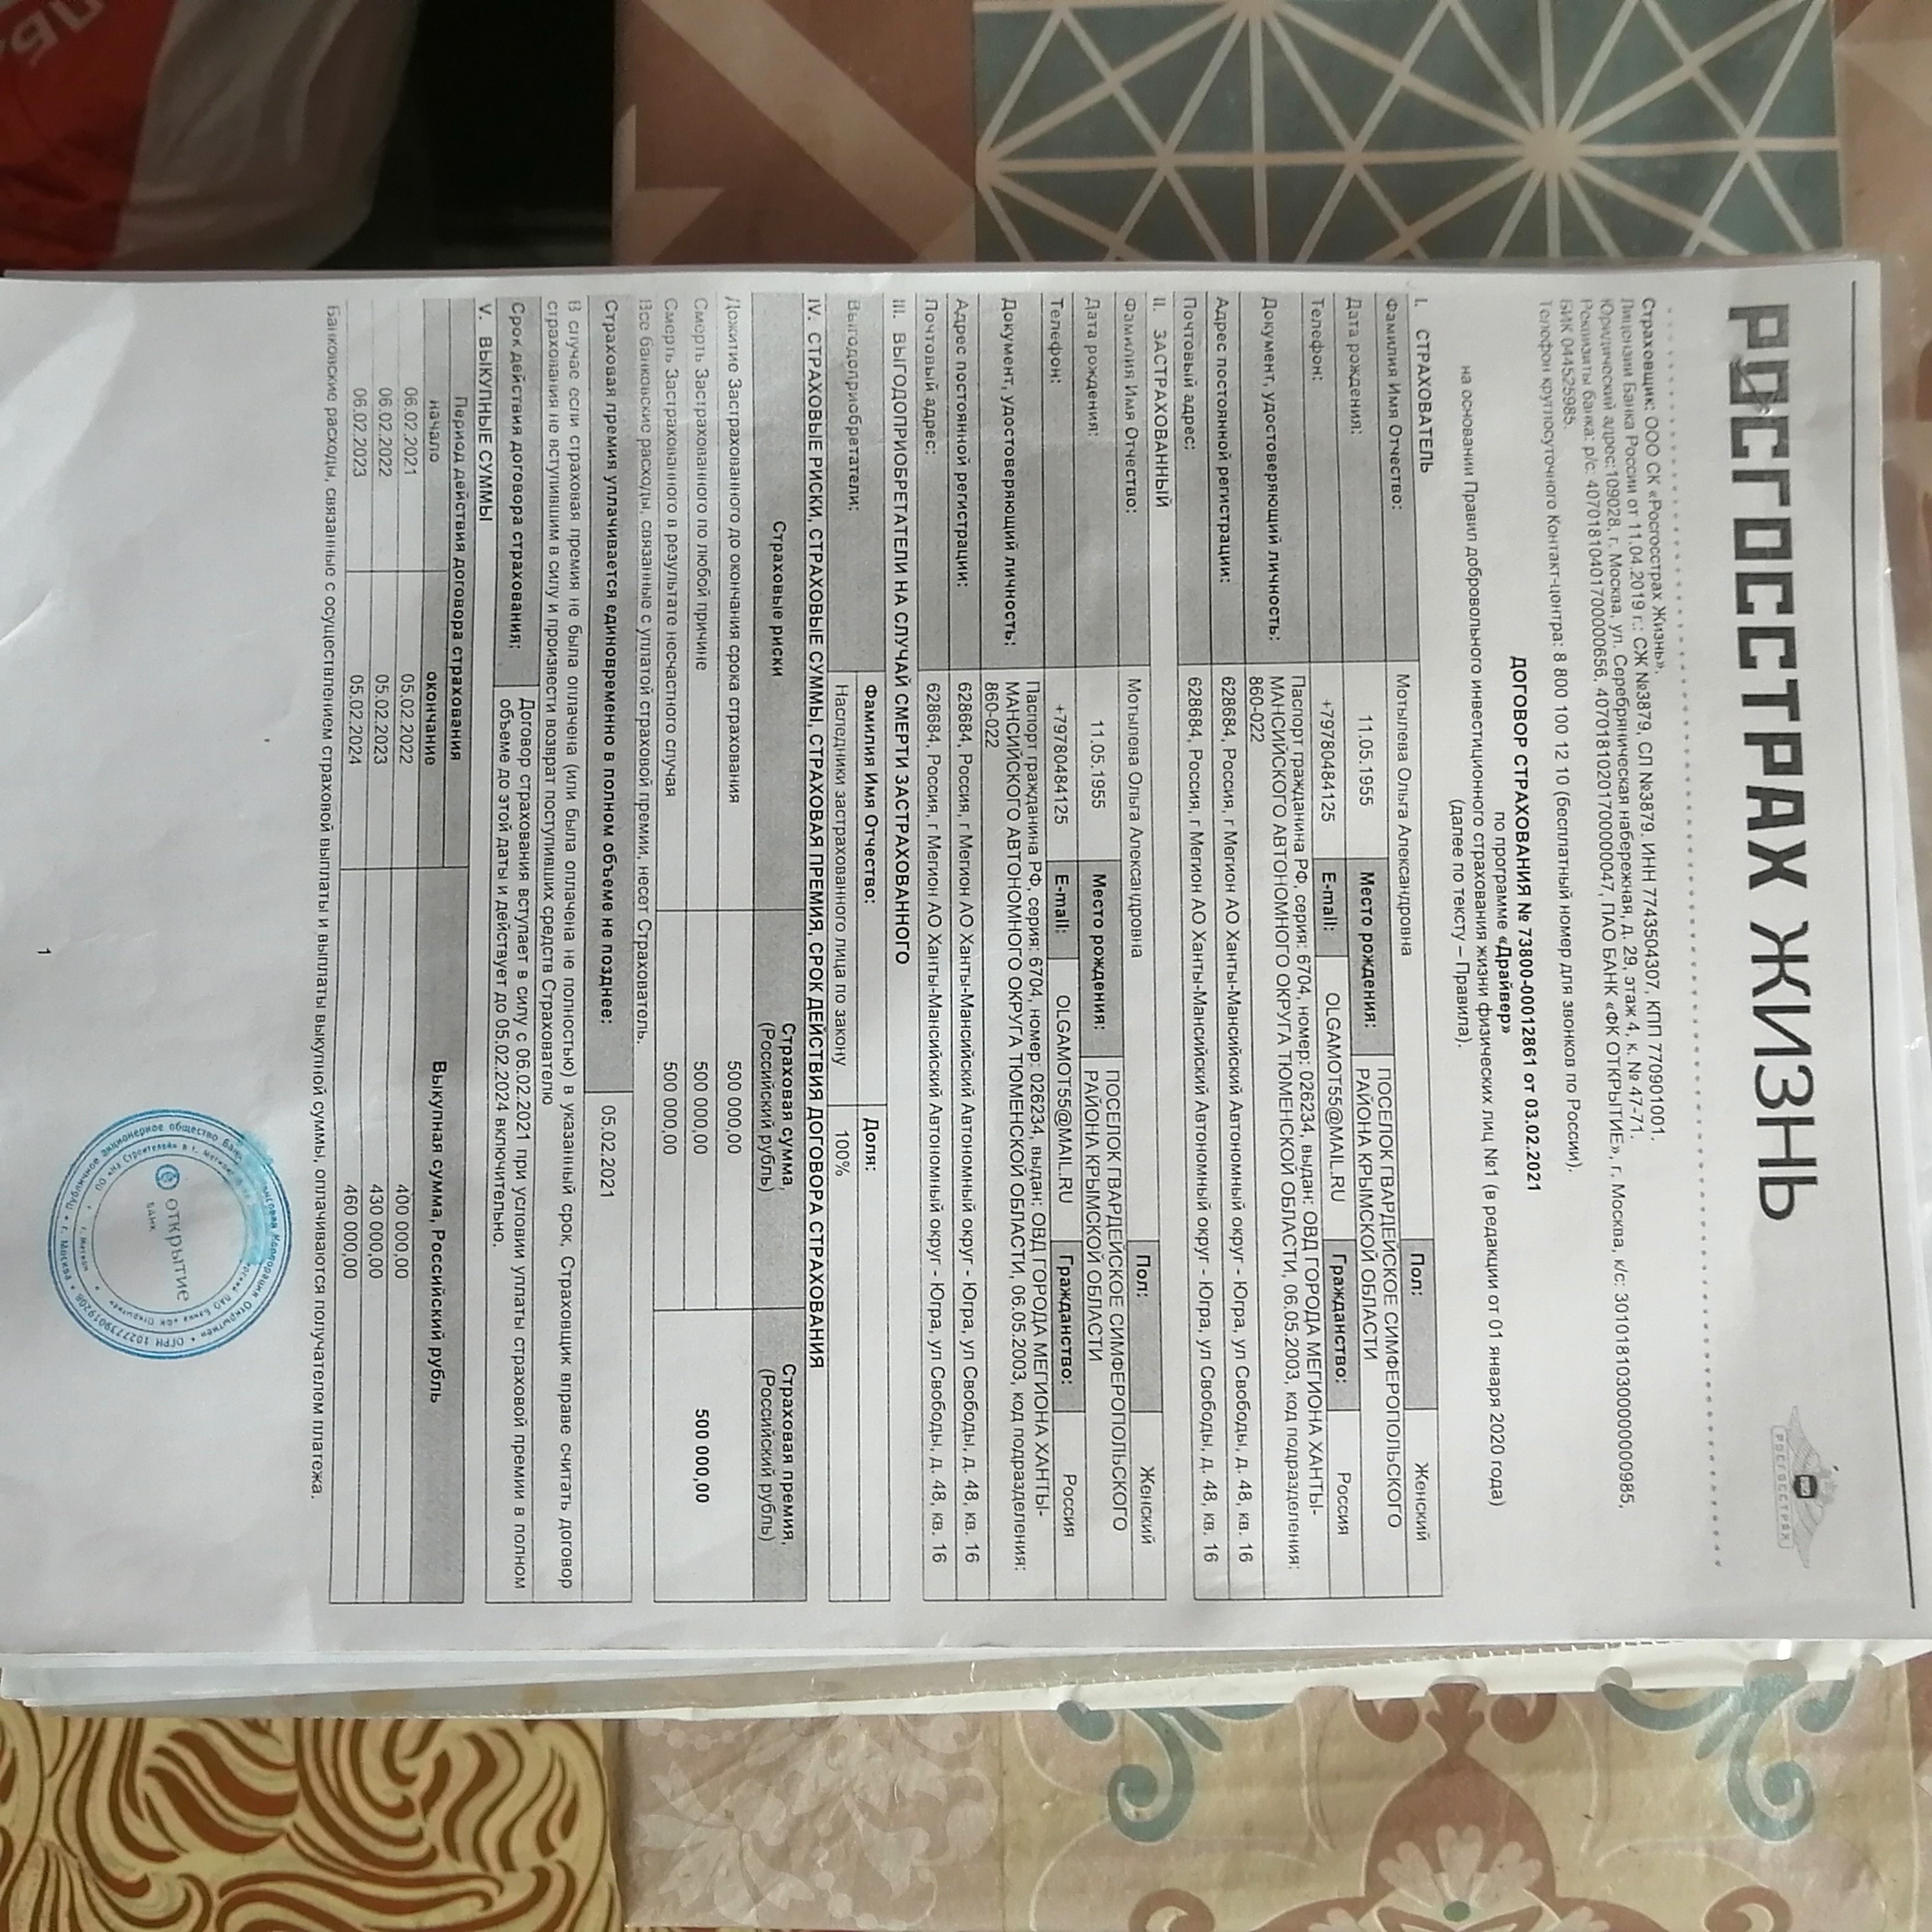 РОСГОССТРАХ ЖИЗНЬ
РОСГОССТРАХ
Страховщик: ООО СК «Росгосстрах Жизнь»,
Лицензии Банка России от 11.04.2019 г.: СЖ №3879, СЛ №3879. ИНН 7743504307, КПП 770901001.
Юридический адрес:109028, г. Москва, ул. Серебряническая набережная, д. 29, этаж 4, к. № 47-71.
Реквизиты банка: р/с: 40701810401700000656, 40701810201700000047, ПАО БАНК «ФК ОТКРЫТИЕ», г. Москва, к/с: 30101810300000000985,
БИК 044525985.
Телефон круглосуточного Контакт-центра: 8 800 100 12 10 (бесплатный номер для звонков по России).
ДОГОВОР СТРАХОВАНИЯ № 73800-00012861 от 03.02.2021
по программе «Драйвер»
на основании Правил добровольного инвестиционного страхования жизни физических лиц №1 (в редакции от 01 января 2020 года)
(далее по тексту – Правила).
I. СТРАХОВАТЕЛЬ
Фамилия Имя Отчество: Мотылева Ольга Александровна Пол: Женский
Дата рождения: 11.05.1955 Место рождения: ПОСЕЛОК ГВАРДЕЙСКОЕ СИМФЕРОПОЛЬСКОГО
РАЙОНА КРЫМСКОЙ ОБЛАСТИ
Телефон: +79780484125 E-mail: OLGAMOT55@MAIL.RU Гражданство: Россия
Документ, удостоверяющий личность: Паспорт гражданина РФ, серия: 6704, номер: 026234, выдан: ОВД ГОРОДА МЕГИОНА ХАНТЫ-
МАНСИЙСКОГО АВТОНОМНОГО ОКРУГА ТЮМЕНСКОЙ ОБЛАСТИ, 06.05.2003, код подразделения:
860-022
Адрес постоянной регистрации: 628684, Россия, г Мегион АО Ханты-Мансийский Автономный округ - Югра, ул Свободы, д. 48, кв. 16
Почтовый адрес: 628684, Россия, г Мегион АО Ханты-Мансийский Автономный округ - Югра, ул Свободы, д. 48, кв. 16
II. ЗАСТРАХОВАННЫЙ
Фамилия Имя Отчество: Мотылева Ольга Александровна Пол: Женский
Дата рождения: 11.05.1955 Место рождения: ПОСЕЛОК ГВАРДЕЙСКОЕ СИМФЕРОПОЛЬСКОГО
РАЙОНА КРЫМСКОЙ ОБЛАСТИ
Телефон: +79780484125 E-mail: OLGAMOT55@MAIL.RU Гражданство: Россия
Документ, удостоверяющий личность: Паспорт гражданина РФ, серия: 6704, номер: 026234, выдан: ОВД ГОРОДА МЕГИОНА ХАНТЫ-
МАНСИЙСКОГО АВТОНОМНОГО ОКРУГА ТЮМЕНСКОЙ ОБЛАСТИ, 06.05.2003, код подразделения:
860-022
Адрес постоянной регистрации: 628684, Россия, г Мегион АО Ханты-Мансийский Автономный округ - Югра, ул Свободы, д. 48, кв. 16
Почтовый адрес: 628684, Россия, г Мегион АО Ханты-Мансийский Автономный округ - Югра, ул Свободы, д. 48, кв. 16
III. ВЫГОДОПРИОБРЕТАТЕЛИ НА СЛУЧАЙ СМЕРТИ ЗАСТРАХОВАННОГО
Выгодоприобретатели: Фамилия Имя Отчество: Доля:
Наследники застрахованного лица по закону 100%
IV. СТРАХОВЫЕ РИСКИ, СТРАХОВЫЕ СУММЫ, СТРАХОВАЯ ПРЕМИЯ, СРОК ДЕЙСТВИЯ ДОГОВОРА СТРАХОВАНИЯ
Страховые риски Страховая сумма, Страховая премия,
(Российский рубль) (Российский рубль)
Дожитие Застрахованного до окончания срока страхования 500 000,00
Смерть Застрахованного по любой причине 500 000,00 500 000,00
Смерть Застрахованного в результате несчастного случая 500 000,00
Все банковские расходы, связанные с уплатой страховой премии, несет Страхователь.
Страховая премия уплачивается единовременно в полном объеме не позднее: 05.02.2021
В случае если страховая премия не была оплачена (или была оплачена не полностью) в указанный срок, Страховщик вправе считать договор
страхования не вступившим в силу и произвести возврат поступивших средств Страхователю
Срок действия договора страхования: Договор страхования вступает в силу с 06.02.2021 при условии уплаты страховой премии в полном
объеме до этой даты и действует до 05.02.2024 включительно.
V. ВЫКУПНЫЕ СУММЫ
Период действия договора страхования Выкупная сумма, Российский рубль
начало окончание
06.02.2021 05.02.2022 400 000,00
06.02.2022 05.02.2023 430 000,00
06.02.2023 05.02.2024 460 000,00
Банковские расходы, связанные с осуществлением страховой выплаты и выплаты выкупной суммы, оплачиваются получателем платежа.
открытие
БАНК
1